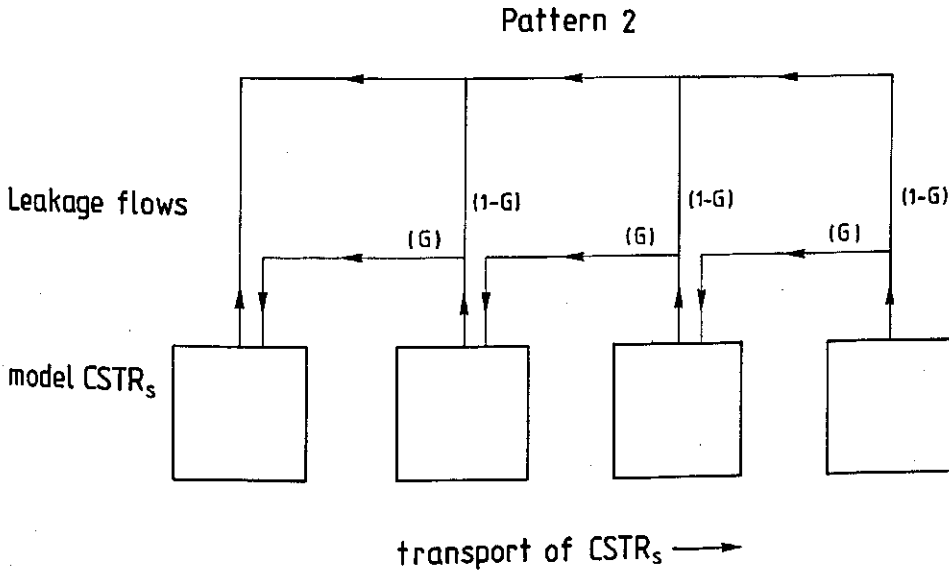 Pattern 2
Leakage flows
(1-G)
(1-G)
(1-G)
(G)
(G)
(G)
model CSTRs
transport of CSTRs